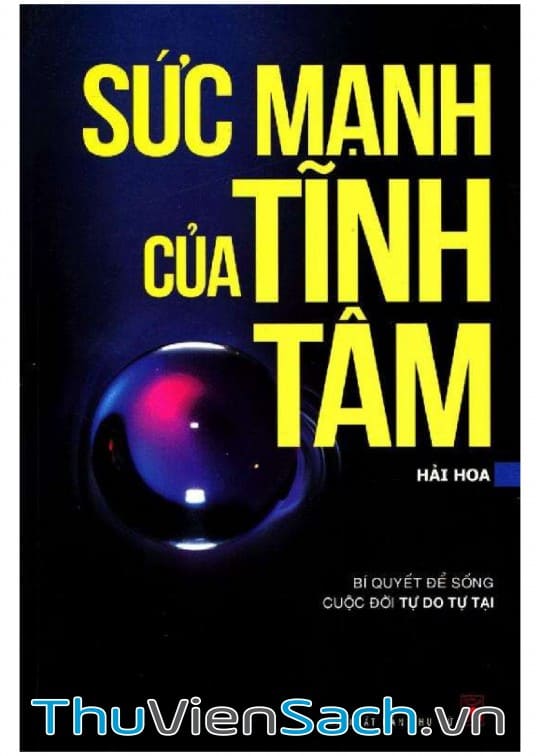 SỨC MẠNH
CỦA TĨNH
TÂM
HẢI HOA
BÍ QUYẾT ĐỂ SỐNG
CUỘC ĐỜI TỰ DO TỰ TẠI
ThuVienSach.vn